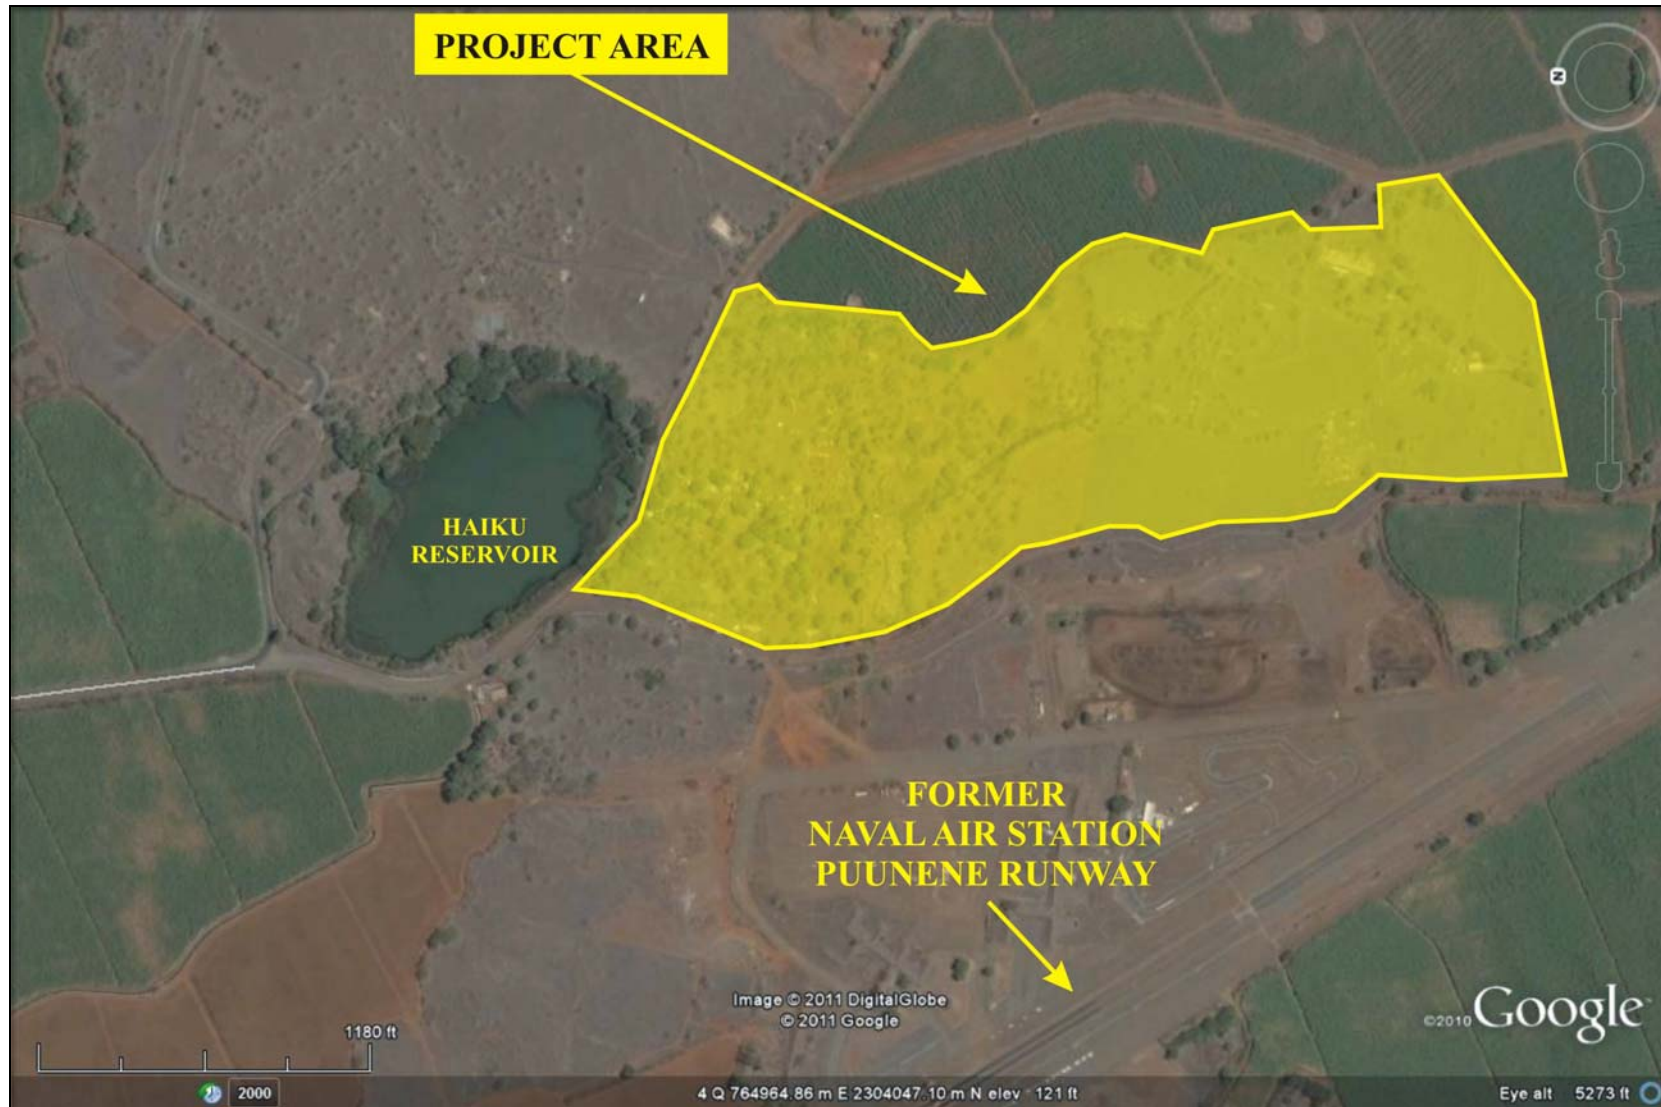 PROJECT AREA
N
HAIKU
RESERVOIR
FORMER
NAVAL AIR STATION
PUUNENE RUNWAY
Image © 2011 DigitalGlobe
© 2011 Google
©2010 Google
1180 ft
2000
4 Q 764964.86 m E 2304047.10 m N elev 121 ft
Eye alt 5273 ft